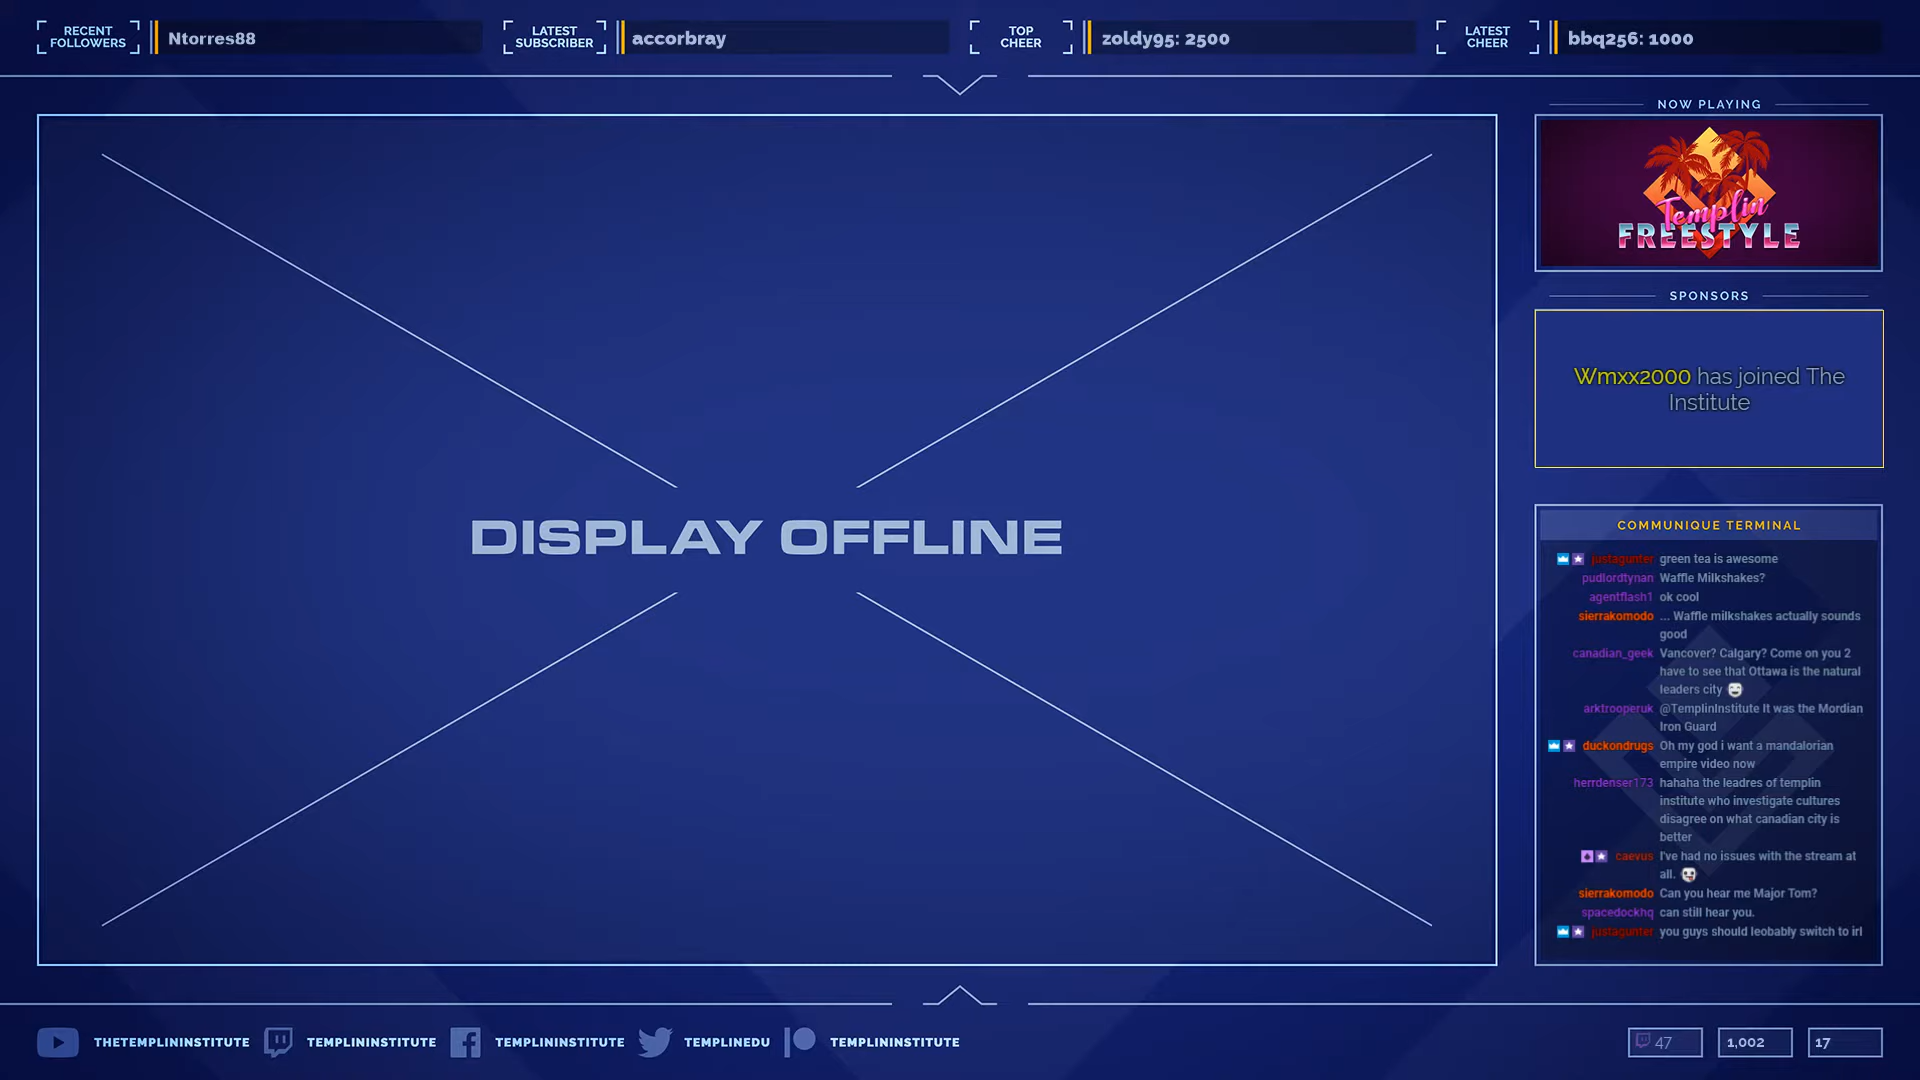 RECENT
FOLLOWERS
Ntorres88
LATEST
SUBSCRIBER
accorbray
TOP
CHEER
zoldy95: 2500
LATEST
CHEER
bbq256: 1000
NOW PLAYING
Templin
FREESTYLE
SPONSORS
Wmxx2000 has joined The
Institute
DISPLAY OFFLINE
COMMUNIQUE TERMINAL
justagunter green tea is awesome
pudlordtynan Waffle Milkshakes?
agentflash1 ok cool
sierrakomodo ... Waffle milkshakes actually sounds
good
canadian_geek Vancouver? Calgary? Come on you 2
have to see that Ottawa is the natural
leaders city
arktrooperuk @TemplinInstitute It was the Mordian
Iron Guard
duckondrugs Oh my god i want a mandalorian
empire video now
herrdenser173 hahaha the leadres of templin
institute who investigate cultures
disagree on what canadian city is
better
caevus I've had no issues with the stream at
all.
sierrakomodo Can you hear me Major Tom?
spacedockhq can still hear you.
justagunter you guys should leobably switch to irl
THETEMPLININSTITUTE
TEMPLININSTITUTE
TEMPLININSTITUTE
TEMPLINEDU
TEMPLININSTITUTE
47
1,002
17